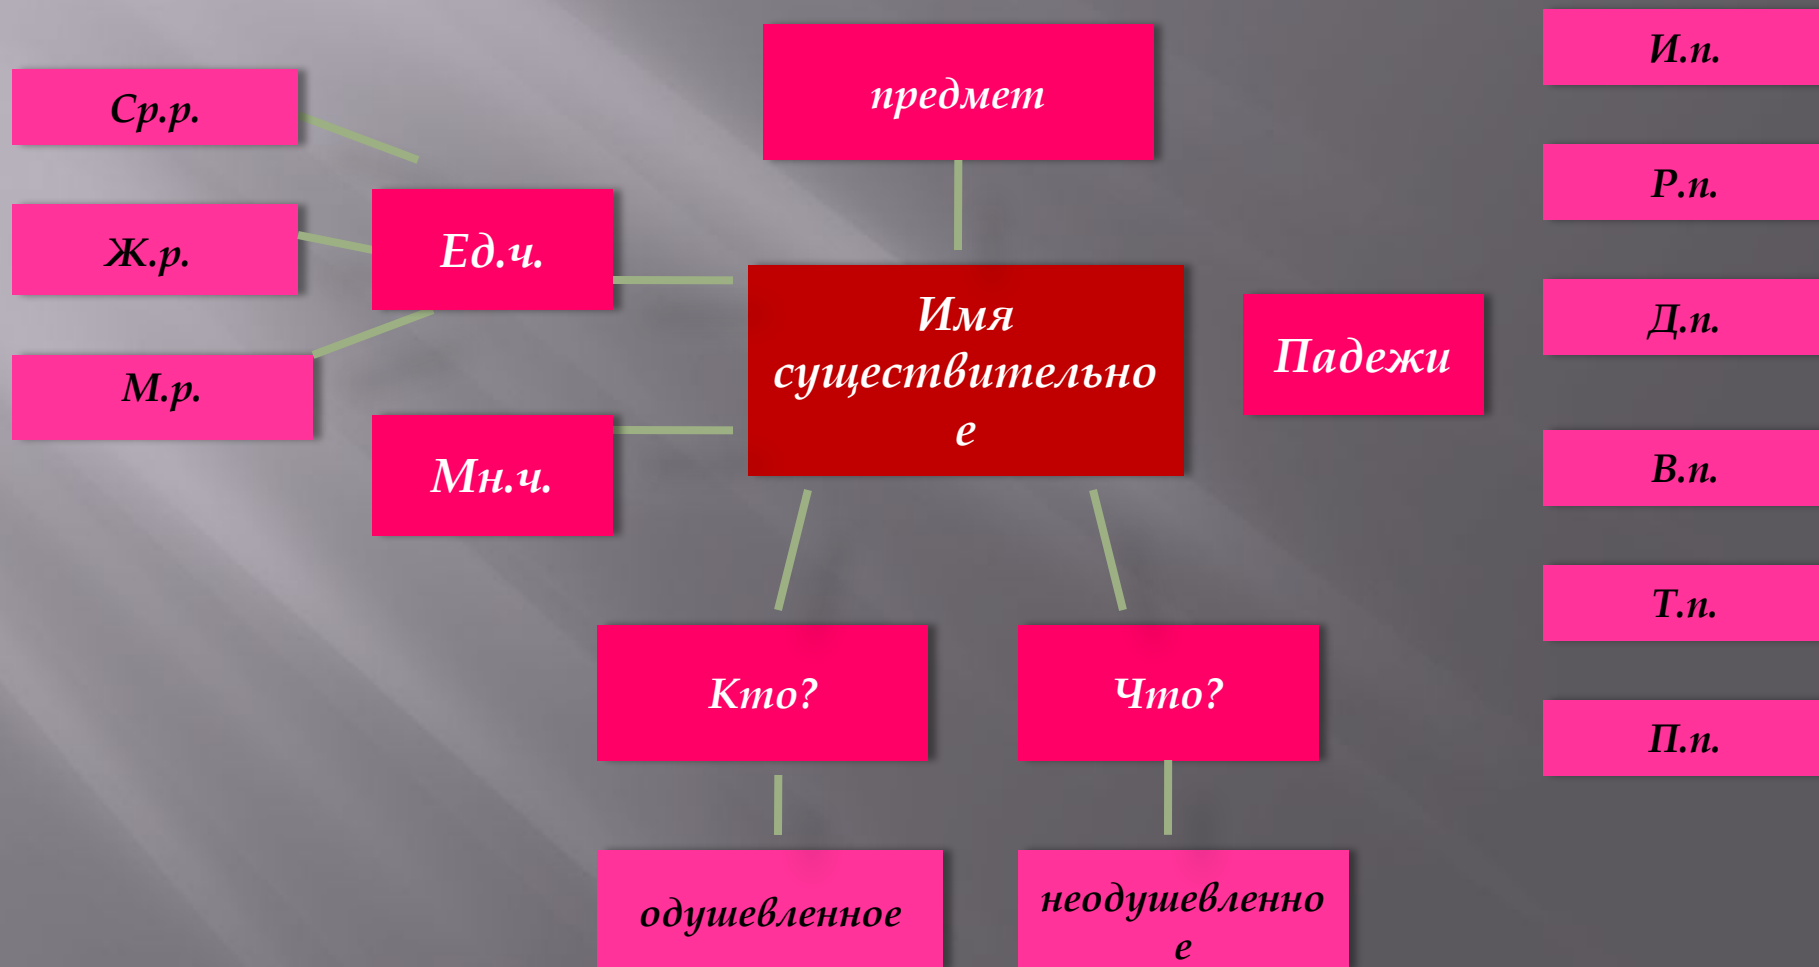 И.п.
предмет
Ср.р.
Р.п.
Ж.р.
Ед.ч.
Имя
существительно
е
Д.п.
Падежи
М.р.
Мн.ч.
В.п.
Т.п.
Кто?
Что?
П.п.
одушевленное
неодушевленно
е